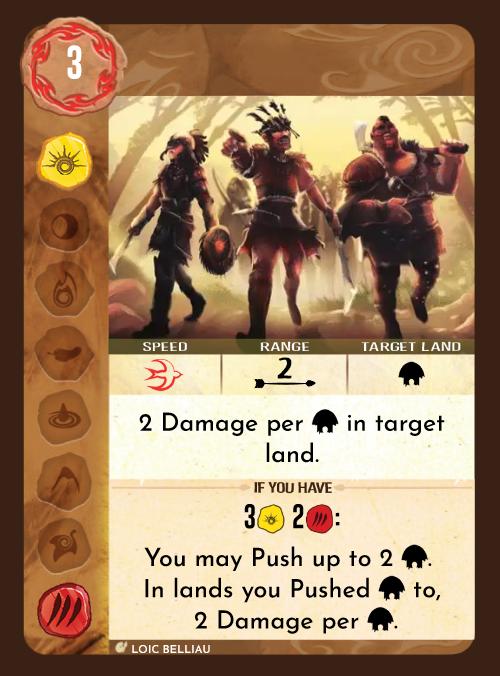 3
SPEED RANGE TARGET LAND
2
2 Damage per in target
land.
IF YOU HAVE
3 2 :
You may Push up to 2 .
In lands you Pushed to,
2 Damage per .
LOIC BELLIAU